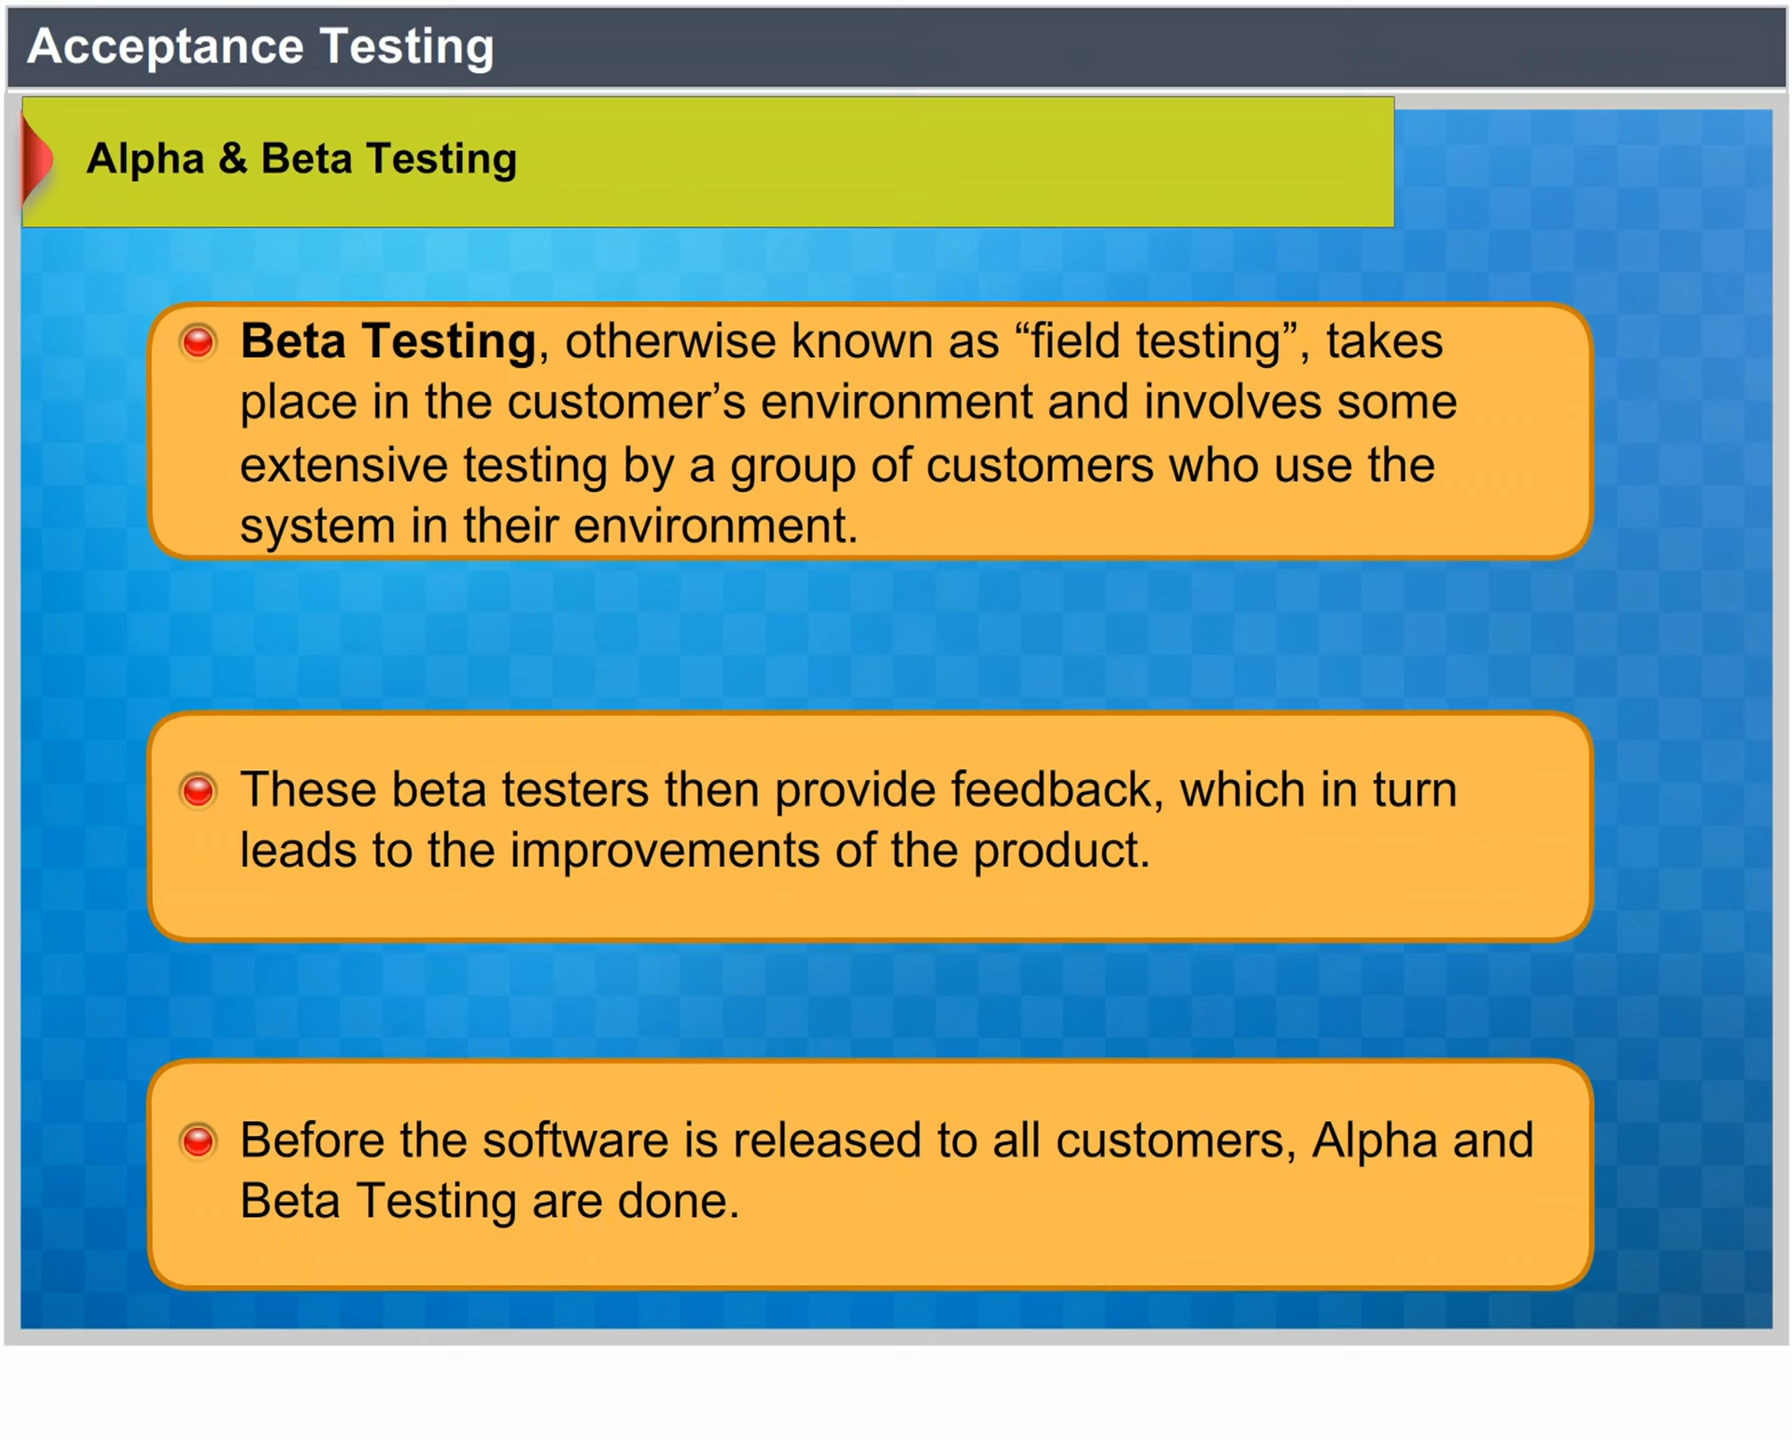 Acceptance Testing
Alpha & Beta Testing
Beta Testing, otherwise known as “field testing”, takes
place in the customer’s environment and involves some
extensive testing by a group of customers who use the
system in their environment.
These beta testers then provide feedback, which in turn
leads to the improvements of the product.
Before the software is released to all customers, Alpha and
Beta Testing are done.